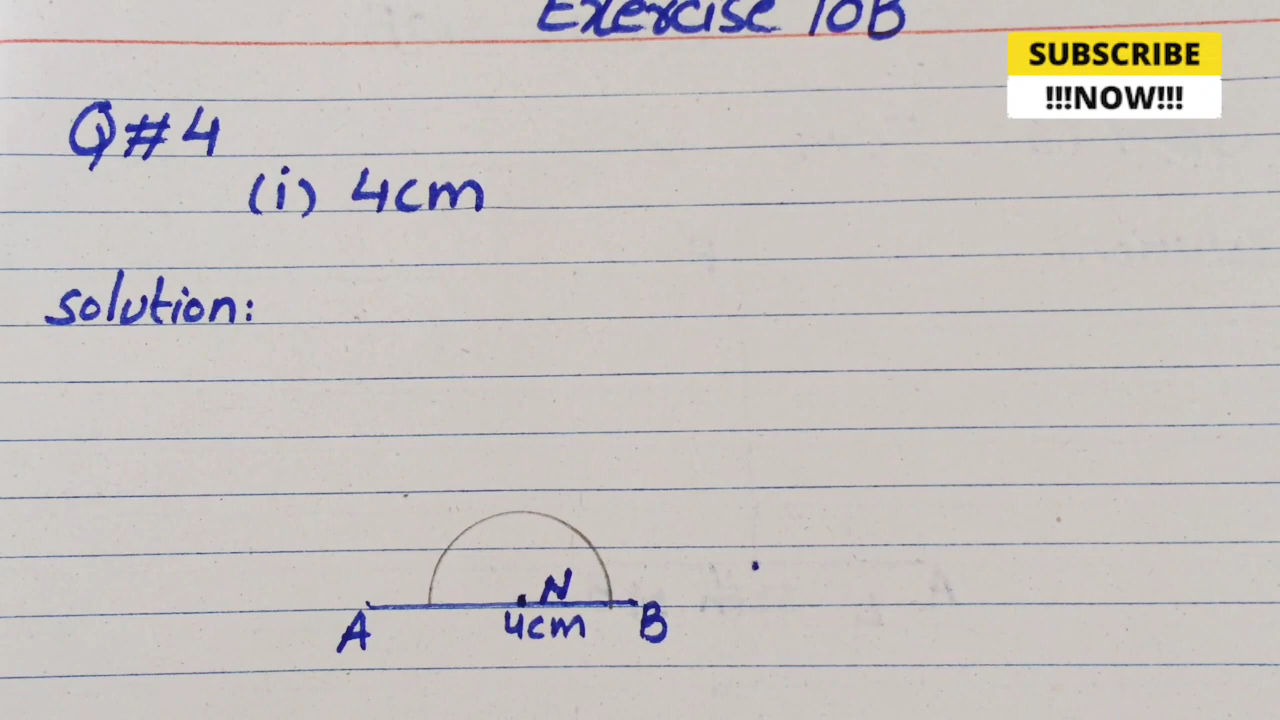 Exercise 10B
SUBSCRIBE
!!!NOW!!!
Q#4
(i) 4cm
solution:
N
A 4cm B